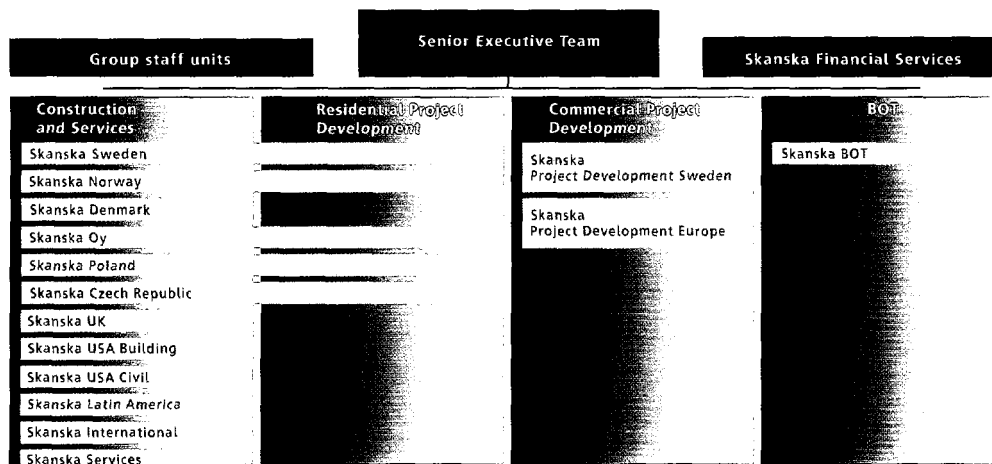 Senior Executive Team
Group staff units
Skanska Financial Services
Construction
and Services
Residential Project
Development
Commercial Project
Development
BOT
Skanska Sweden
Skanska Norway
Skanska Denmark
Skanska Oy
Skanska Poland
Skanska Czech Republic
Skanska UK
Skanska USA Building
Skanska USA Civil
Skanska Latin America
Skanska International
Skanska Services
Skanska
Project Development Sweden
Skanska
Project Development Europe
Skanska BOT